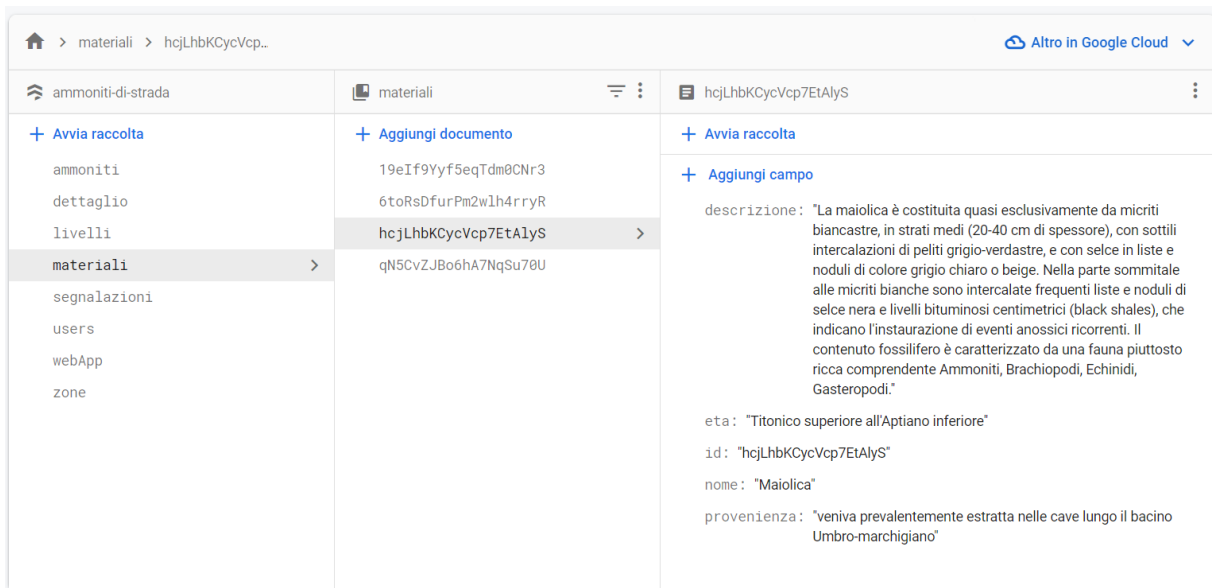 materiali > hcjLhbKCycVcp…
Altro in Google Cloud
ammoniti-di-strada
materiali
hcjLhbKCycVcp7EtAlyS
+ Avvia raccolta
+ Aggiungi documento
+ Avvia raccolta
ammoniti
dettaglio
livelli
materiali
segnalazioni
users
webApp
zone
19eIf9Yyf5eqTdm0CNr3
6toRsDfurPm2wlh4rryR
hcjLhbKCycVcp7EtAlyS
qN5CvZJBo6hA7NqSu70U
+ Aggiungi campo
descrizione: "La maiolica è costituita quasi esclusivamente da micriti
biancastre, in strati medi (20-40 cm di spessore), con sottili
intercalazioni di peliti grigio-verdastre, e con selce in liste e
noduli di colore grigio chiaro o beige. Nella parte sommitale
alle micriti bianche sono intercalate frequenti liste e noduli di
selce nera e livelli bituminosi centimetrici (black shales), che
indicano l'instaurazione di eventi anossici ricorrenti. Il
contenuto fossilifero è caratterizzato da una fauna piuttosto
ricca comprendente Ammoniti, Brachiopodi, Echinidi,
Gasteropodi."
eta: "Titonico superiore all'Aptiano inferiore"
id: "hcjLhbKCycVcp7EtAlyS"
nome: "Maiolica"
provenienza: "veniva prevalentemente estratta nelle cave lungo il bacino
Umbro-marchigiano"